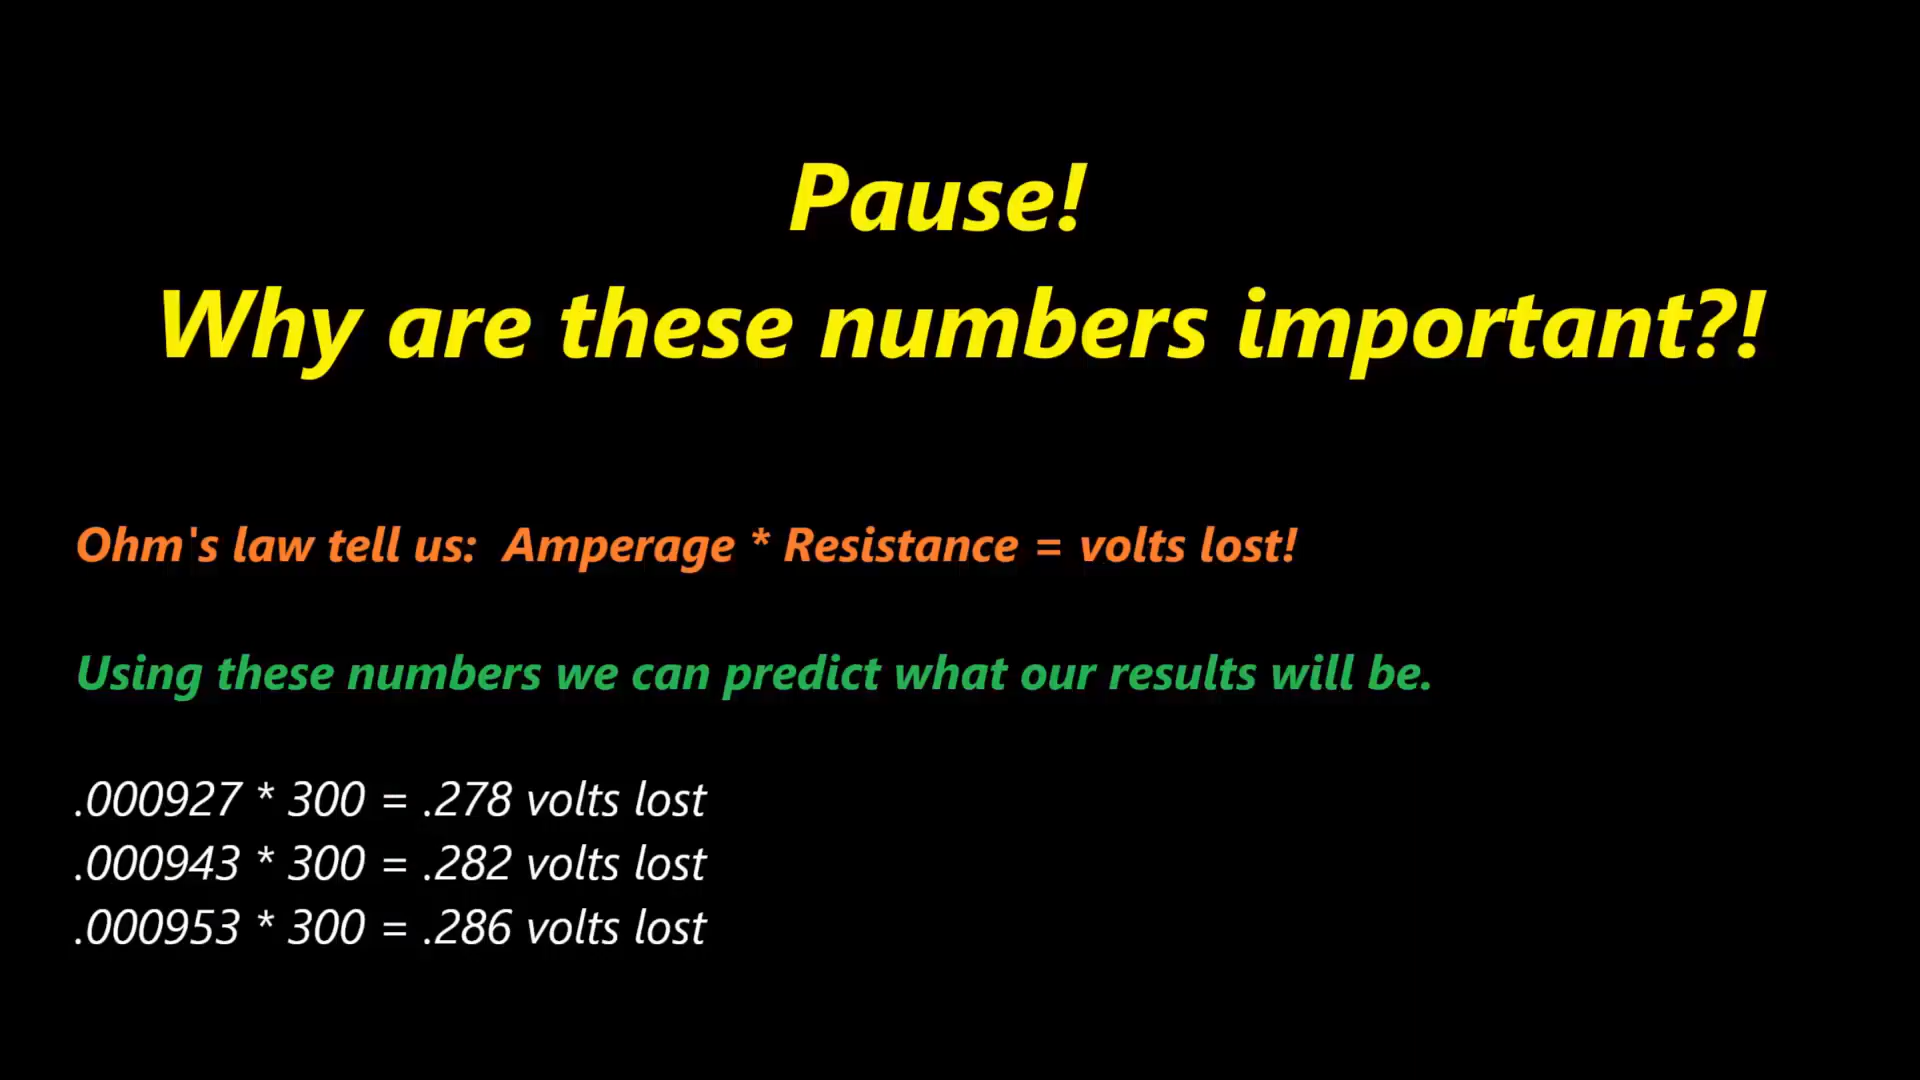 Pause!
Why are these numbers important?!
Ohm's law tell us:  Amperage * Resistance = volts lost!
Using these numbers we can predict what our results will be.
.000927 * 300 = .278 volts lost
.000943 * 300 = .282 volts lost
.000953 * 300 = .286 volts lost